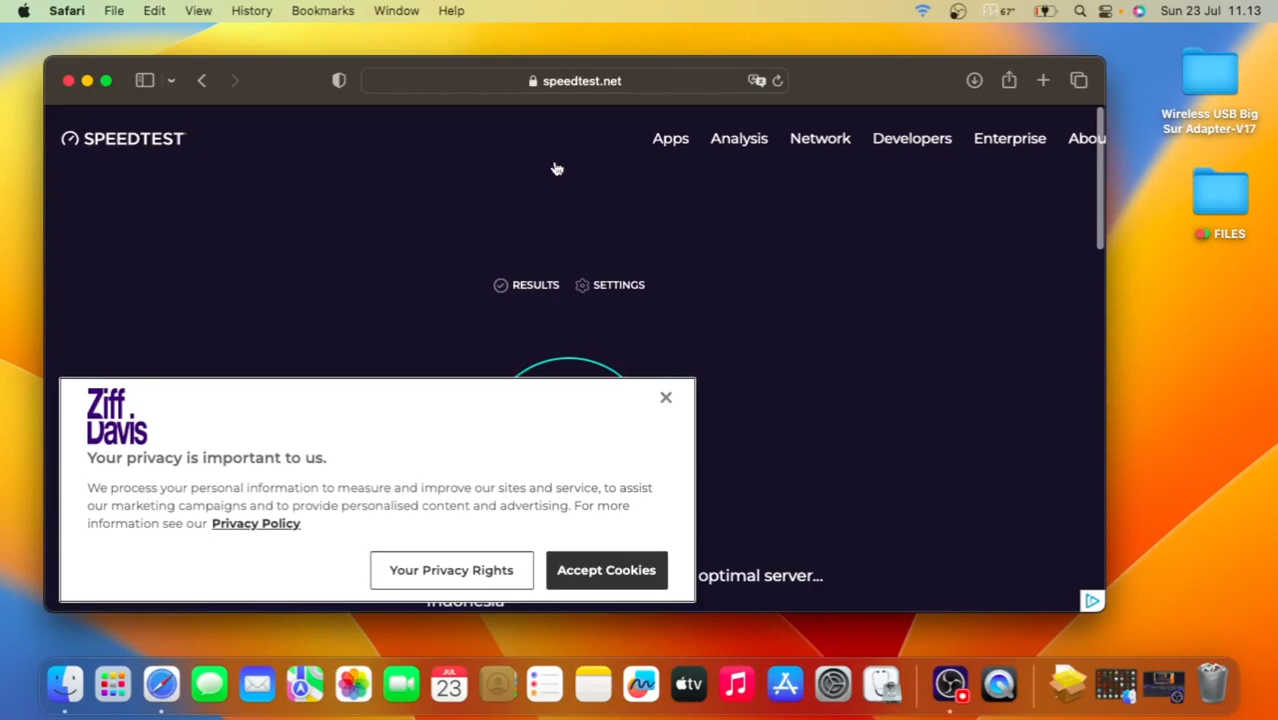 Safari File Edit View History Bookmarks Window Help 67° Sun 23 Jul 11.13
speedtest.net
Wireless USB Big
Sur Adapter-V17
SPEEDTEST Apps Analysis Network Developers Enterprise Abou
FILES
RESULTS SETTINGS
Ziff
Davis
Your privacy is important to us.
We process your personal information to measure and improve our sites and service, to assist
our marketing campaigns and to provide personalised content and advertising. For more
information see our Privacy Policy
Your Privacy Rights Accept Cookies
optimal server...
Indonesia
JUL
23
tv